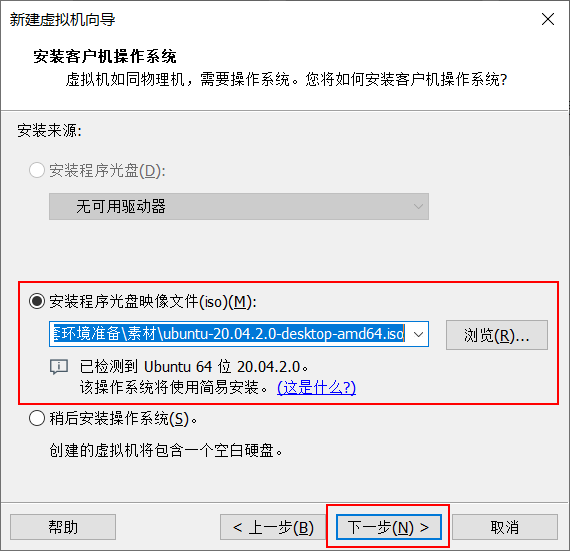 新建虚拟机向导
安装客户机操作系统
虚拟机如同物理机，需要操作系统。您将如何安装客户机操作系统?
安装来源:
安装程序光盘(D):
无可用驱动器
安装程序光盘映像文件(iso)(M):
环境准备\素材\ubuntu-20.04.2.0-desktop-amd64.iso
浏览(R)...
已检测到 Ubuntu 64 位 20.04.2.0。
该操作系统将使用简易安装。 (这是什么?)
稍后安装操作系统(S)。
创建的虚拟机将包含一个空白硬盘。
帮助
< 上一步(B)
下一步(N) >
取消